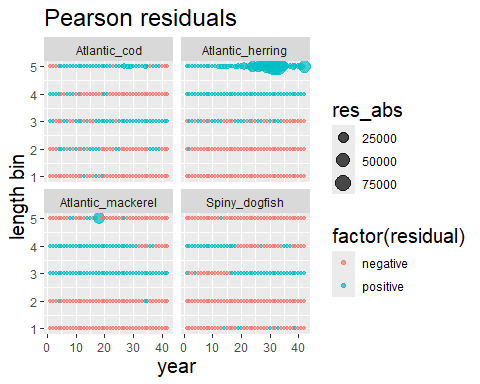 Pearson residuals
Atlantic_cod
Atlantic_herring
5
4
3
2
1
Atlantic_mackerel
Spiny_dogfish
5
4
3
2
1
0 10 20 30 40 0 10 20 30 40
year
length bin
res_abs
25000
50000
75000
factor(residual)
negative
positive